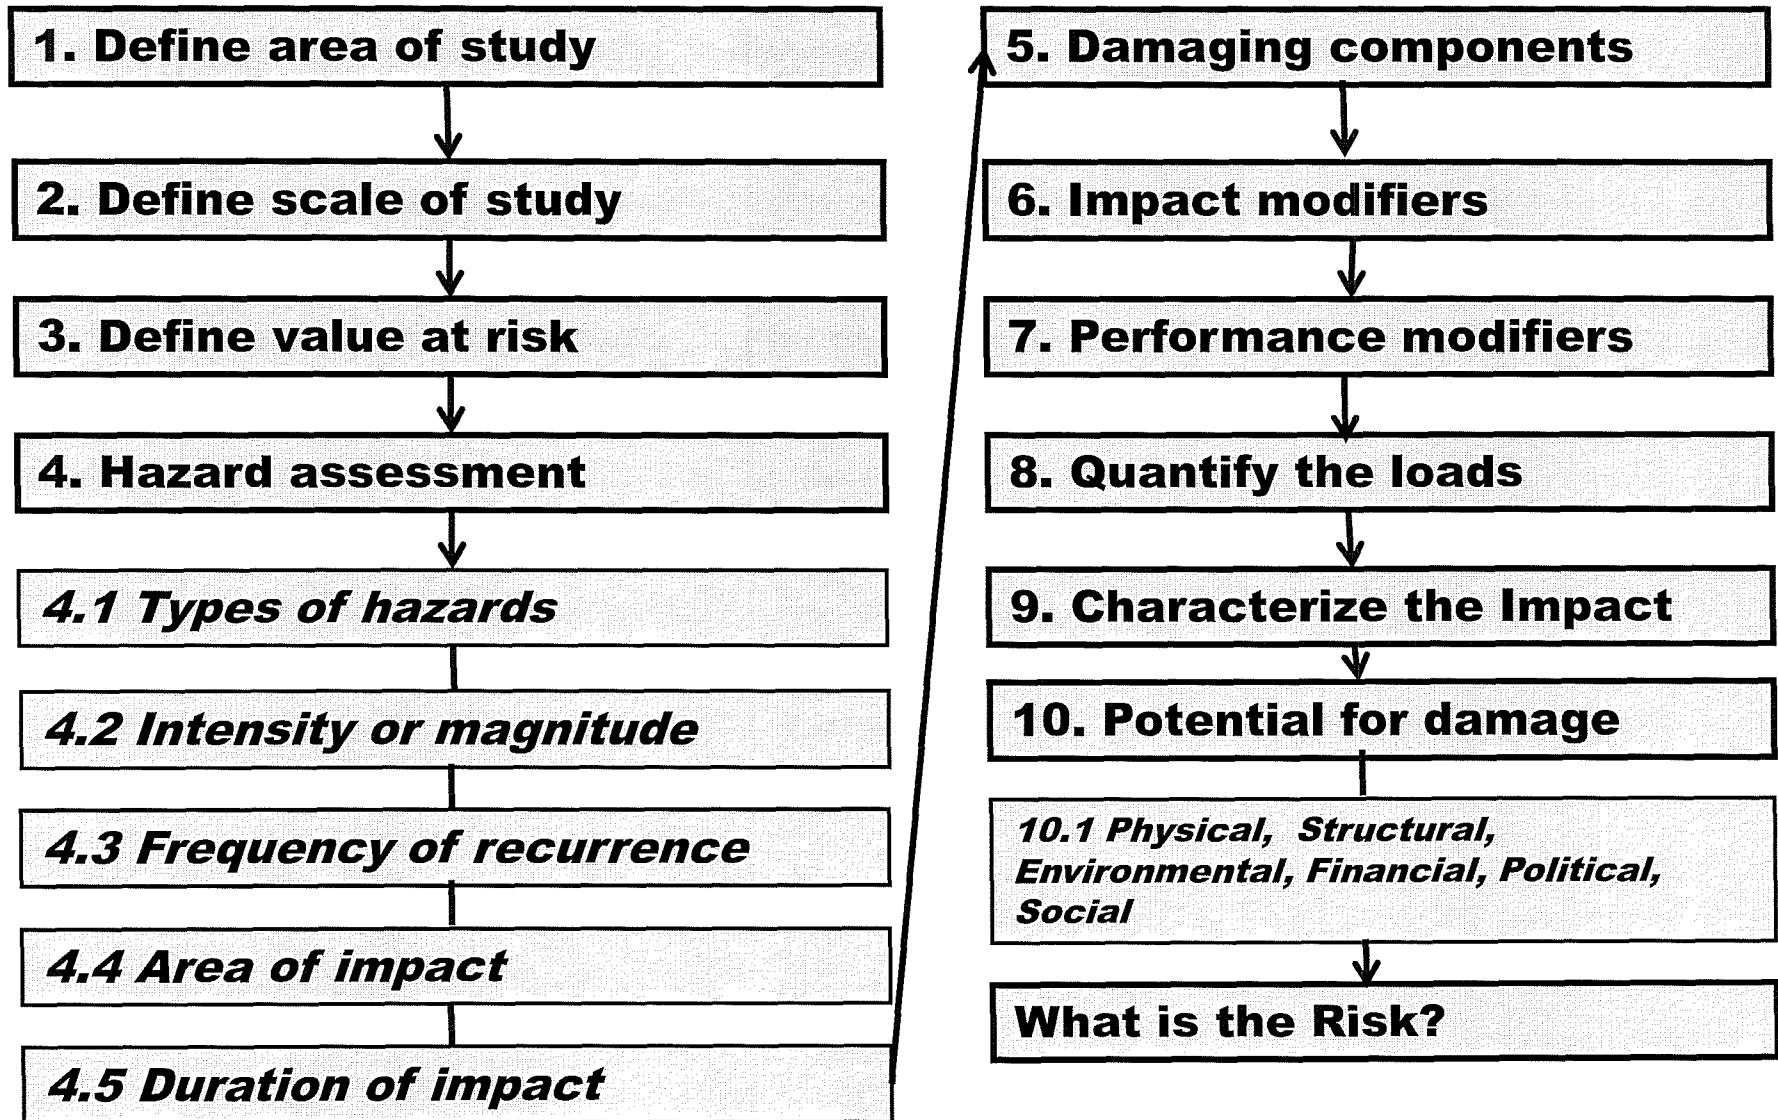 1. Define area of study
2. Define scale of study
3. Define value at risk
4. Hazard assessment
4.1 Types of hazards
4.2 Intensity or magnitude
4.3 Frequency of recurrence
4.4 Area of impact
4.5 Duration of impact
5. Damaging components
6. Impact modifiers
7. Performance modifiers
8. Quantify the loads
9. Characterize the Impact
10. Potential for damage
10.1 Physical, Structural,
Environmental, Financial, Political,
Social
What is the Risk?